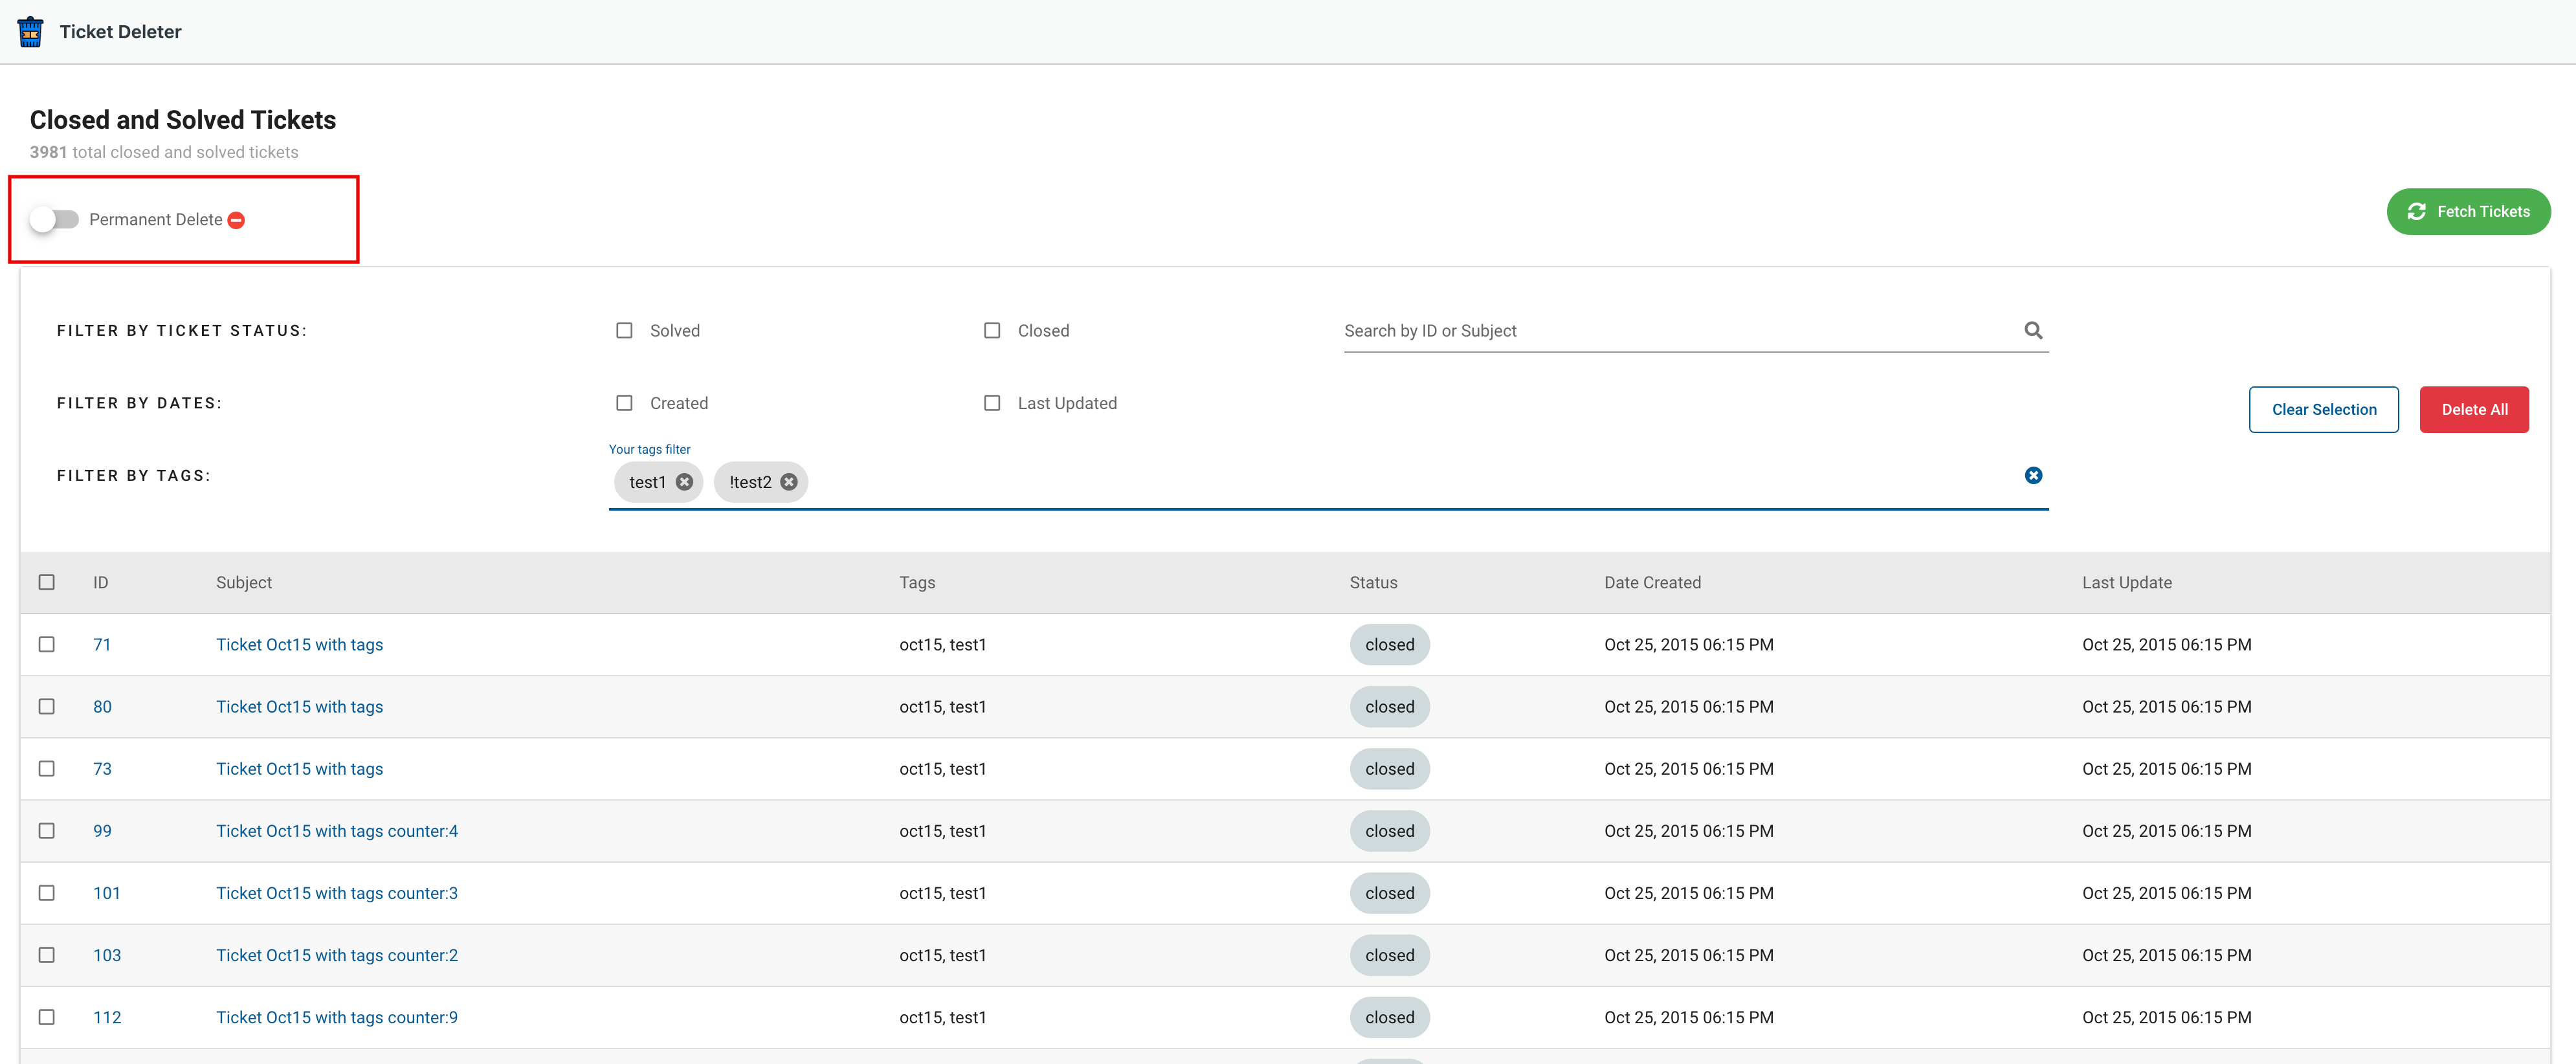 Ticket Deleter
Closed and Solved Tickets
3981 total closed and solved tickets
Permanent Delete
Fetch Tickets
FILTER BY TICKET STATUS:
Solved
Closed
Search by ID or Subject
FILTER BY DATES:
Created
Last Updated
Clear Selection
Delete All
Your tags filter
FILTER BY TAGS:
test1
!test2
ID Subject Tags Status Date Created Last Update
71 Ticket Oct15 with tags oct15, test1 closed Oct 25, 2015 06:15 PM Oct 25, 2015 06:15 PM
80 Ticket Oct15 with tags oct15, test1 closed Oct 25, 2015 06:15 PM Oct 25, 2015 06:15 PM
73 Ticket Oct15 with tags oct15, test1 closed Oct 25, 2015 06:15 PM Oct 25, 2015 06:15 PM
99 Ticket Oct15 with tags counter:4 oct15, test1 closed Oct 25, 2015 06:15 PM Oct 25, 2015 06:15 PM
101 Ticket Oct15 with tags counter:3 oct15, test1 closed Oct 25, 2015 06:15 PM Oct 25, 2015 06:15 PM
103 Ticket Oct15 with tags counter:2 oct15, test1 closed Oct 25, 2015 06:15 PM Oct 25, 2015 06:15 PM
112 Ticket Oct15 with tags counter:9 oct15, test1 closed Oct 25, 2015 06:15 PM Oct 25, 2015 06:15 PM